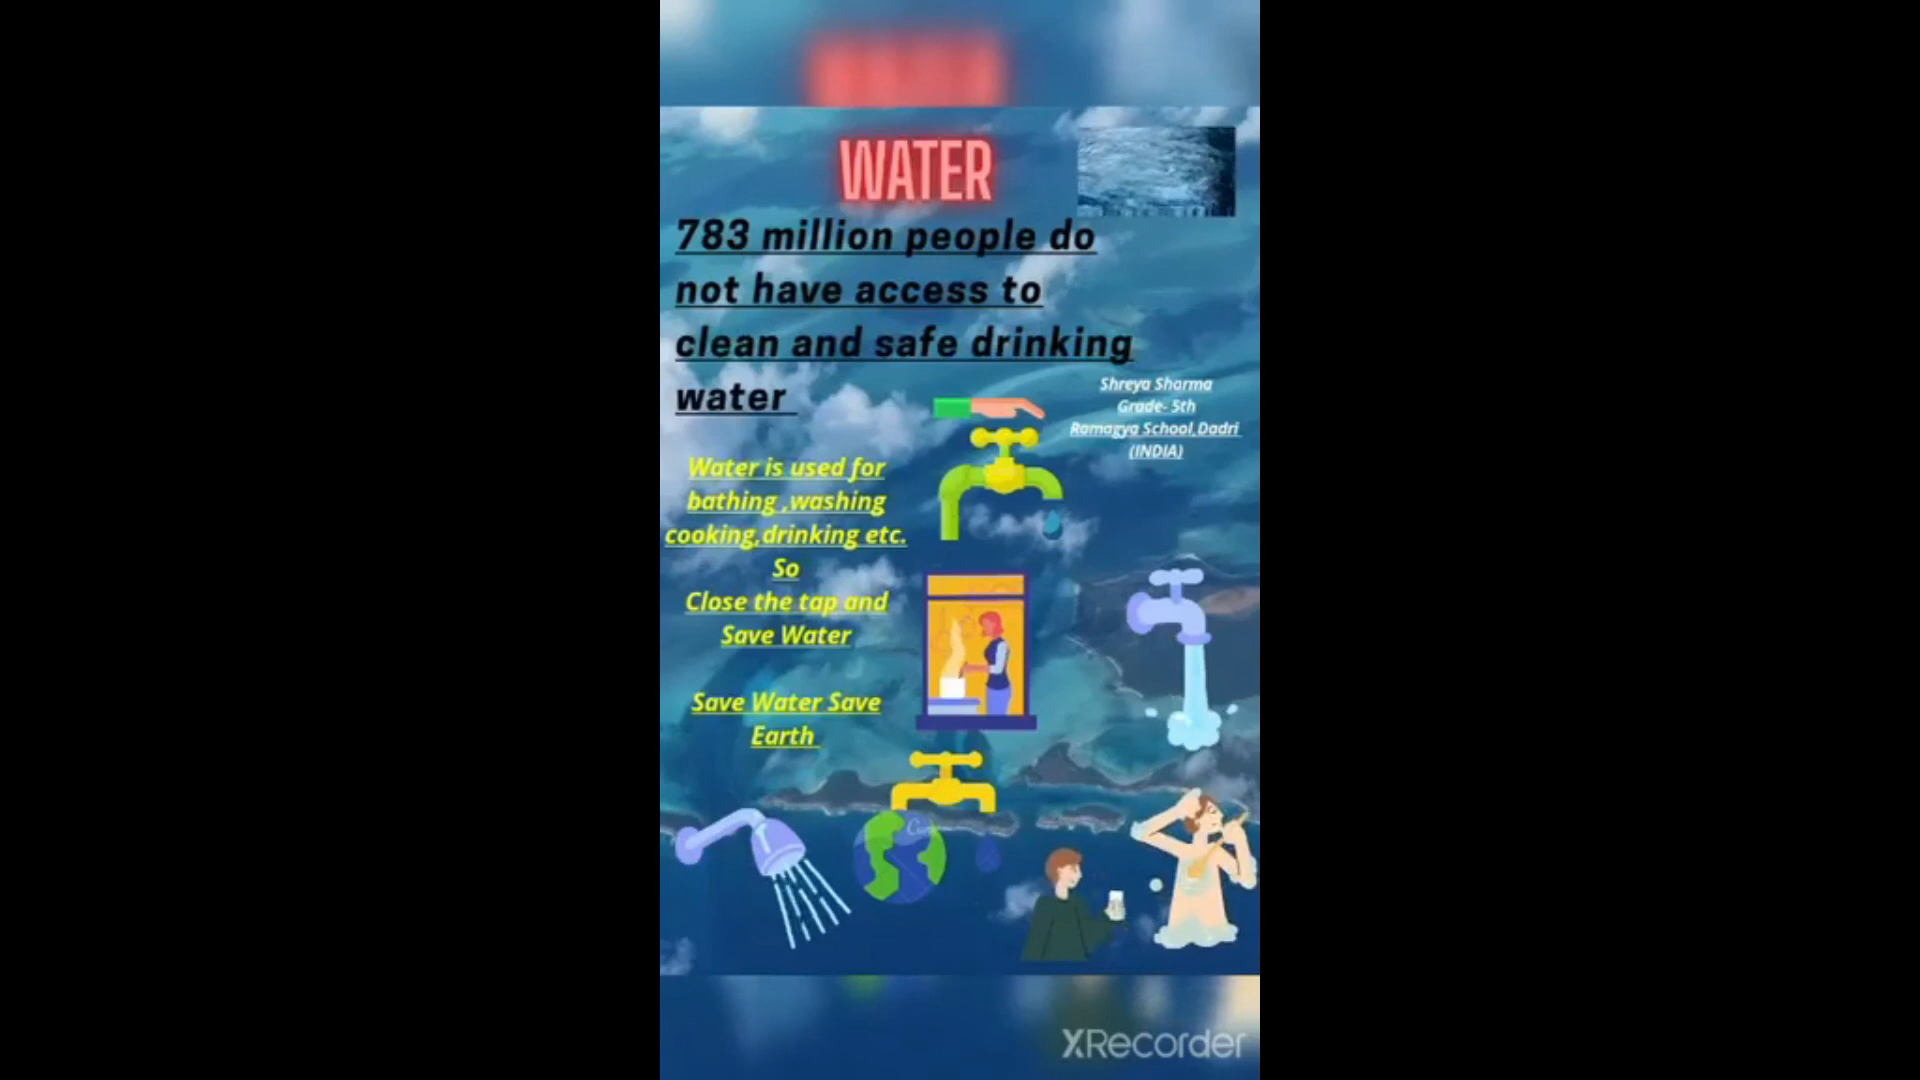 WATER
783 million people do
not have access to
clean and safe drinking
water
Shreya Sharma
Grade- 5th
Ramagya School,Dadri
(INDIA)
Water is used for
bathing ,washing
cooking,drinking etc.
So
Close the tap and
Save Water
Save Water Save
Earth
XRecorder